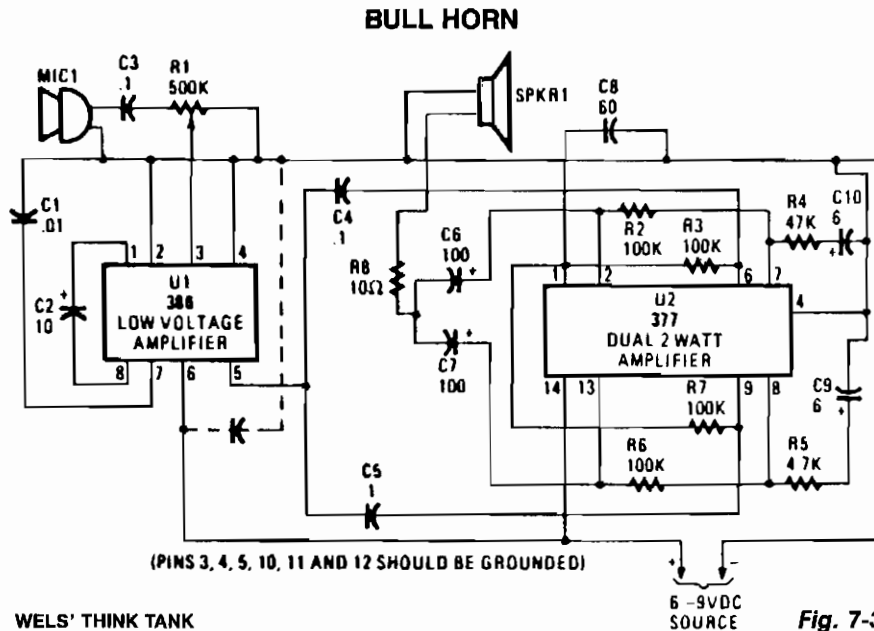 BULL HORN
MIC1
C3
.1
R1
500K
SPKR1
C8
60
C1
.01
C2
10
+
1
2
3
4
U1
386
LOW VOLTAGE
AMPLIFIER
8
7
6
5
C4
.1
R8
10Ω
C6
100
+
C7
100
+
R2
100K
R3
100K
R4
47K
C10
6
+
1
2
6
7
U2
377
DUAL 2 WATT
AMPLIFIER
4
14
13
9
8
R7
100K
C9
6
+
R6
100K
R5
4.7K
C5
1
(PINS 3, 4, 5, 10, 11 AND 12 SHOULD BE GROUNDED)
+ -
6-9VDC
SOURCE
WELS' THINK TANK
Fig. 7-3